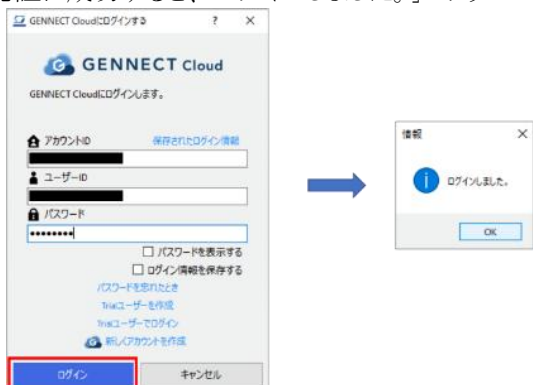 GENNECT Cloudにログインする
GENNECT Cloud
GENNECT Cloudにログインします。
アカウントID
保存されたログイン情報
ユーザーID
パスワード
••••••••
パスワードを表示する
ログイン情報を保存する
パスワードを忘れたとき
Trialユーザーを作成
Trialユーザーでログイン
新しくアカウントを作成
ログイン
キャンセル
情報
ログインしました。
OK